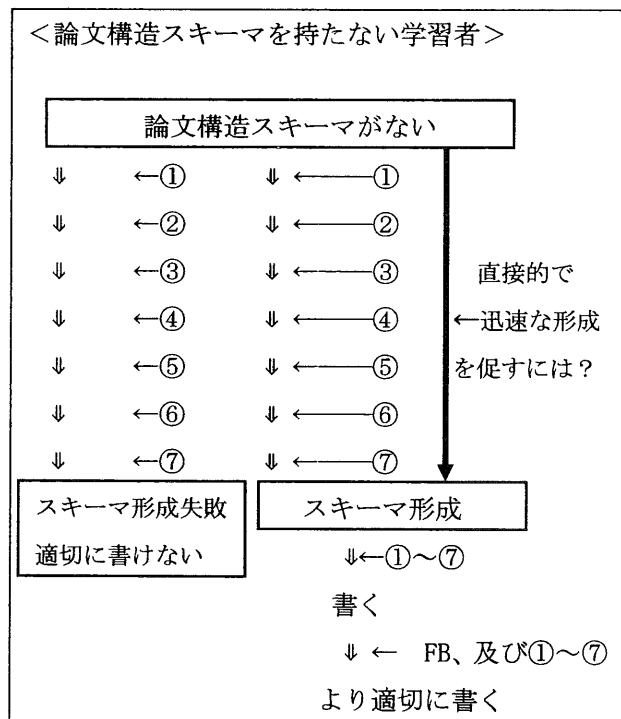 ＜論文構造スキーマを持たない学習者＞
論文構造スキーマがない
⇓ ←① ⇓ ←①
⇓ ←② ⇓ ←②
⇓ ←③ ⇓ ←③
直接的で
⇓ ←④ ⇓ ←④
←迅速な形成
⇓ ←⑤ ⇓ ←⑤
を促すには？
⇓ ←⑥ ⇓ ←⑥
⇓ ←⑦ ⇓ ←⑦
スキーマ形成失敗
適切に書けない
スキーマ形成
⇓←①～⑦
書く
⇓ ← FB、及び①～⑦
より適切に書く